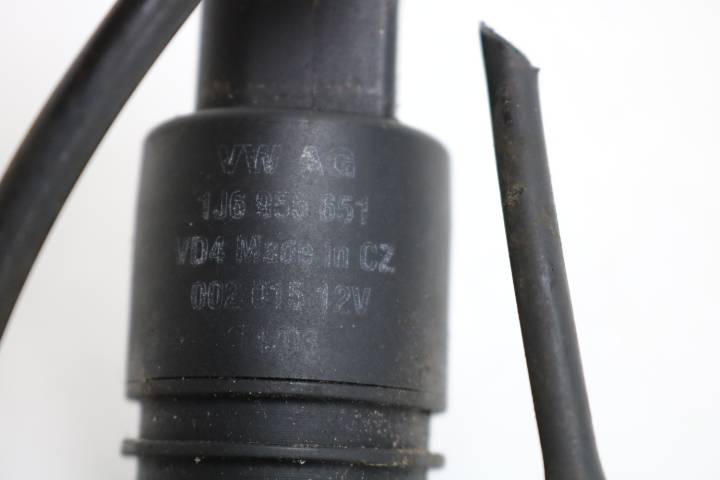 VW AG
1J6 955 651
VD4 Made in CZ
002 015 12V